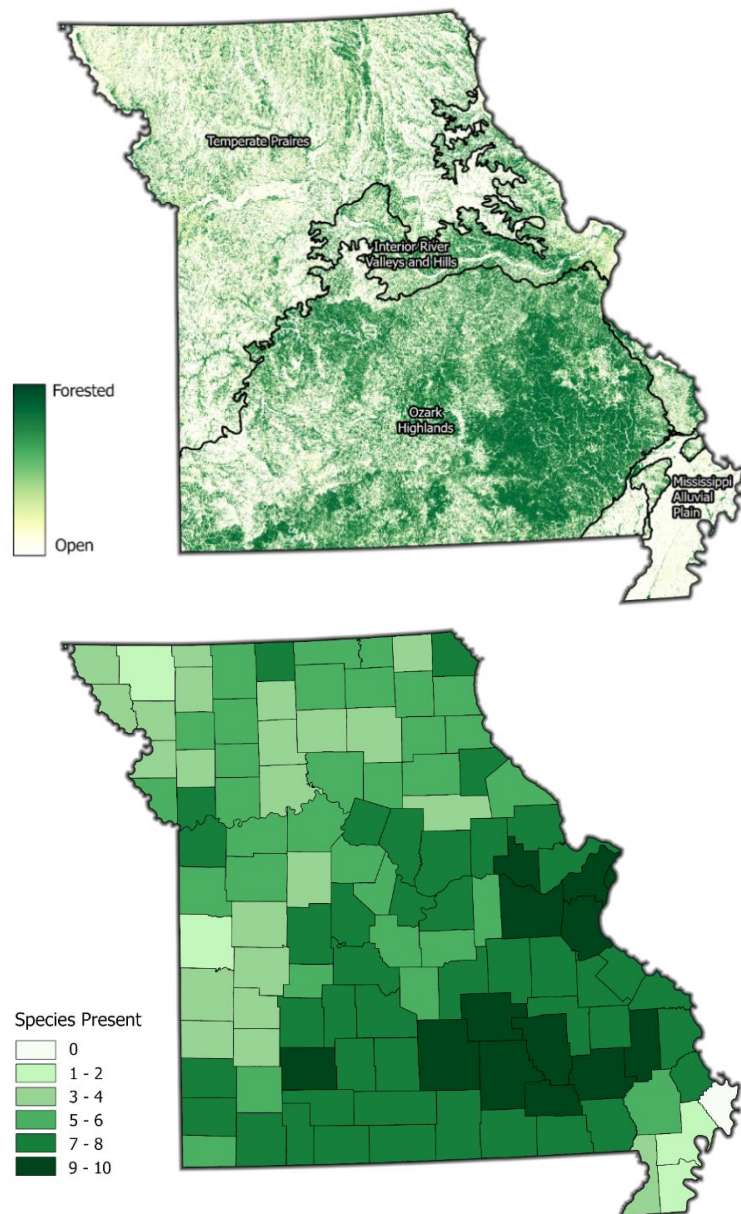 Temperate Praires
Interior River
Valleys and Hills
Forested
Ozark
Highlands
Mississippi
Alluvial
Plain
Open
Species Present
0
1 - 2
3 - 4
5 - 6
7 - 8
9 - 10